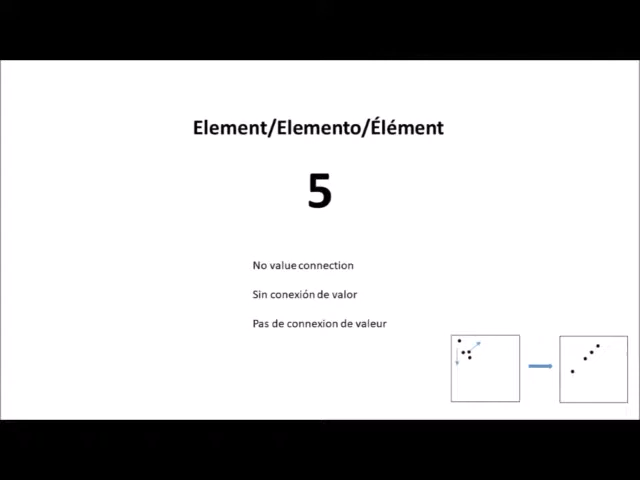 Element/Elemento/Élément
5
No value connection
Sin conexión de valor
Pas de connexion de valeur